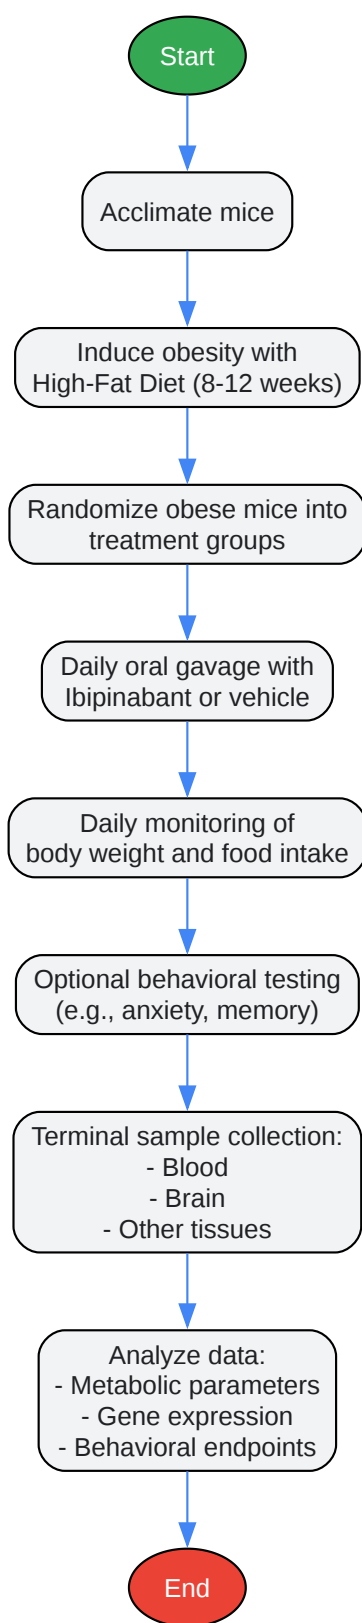 Start
Acclimate mice
Induce obesity with
High-Fat Diet (8-12 weeks)
Randomize obese mice into
treatment groups
Daily oral gavage with
Ibipinabant or vehicle
Daily monitoring of
body weight and food intake
Optional behavioral testing
(e.g., anxiety, memory)
Terminal sample collection:
- Blood
- Brain
- Other tissues
Analyze data:
- Metabolic parameters
- Gene expression
- Behavioral endpoints
End